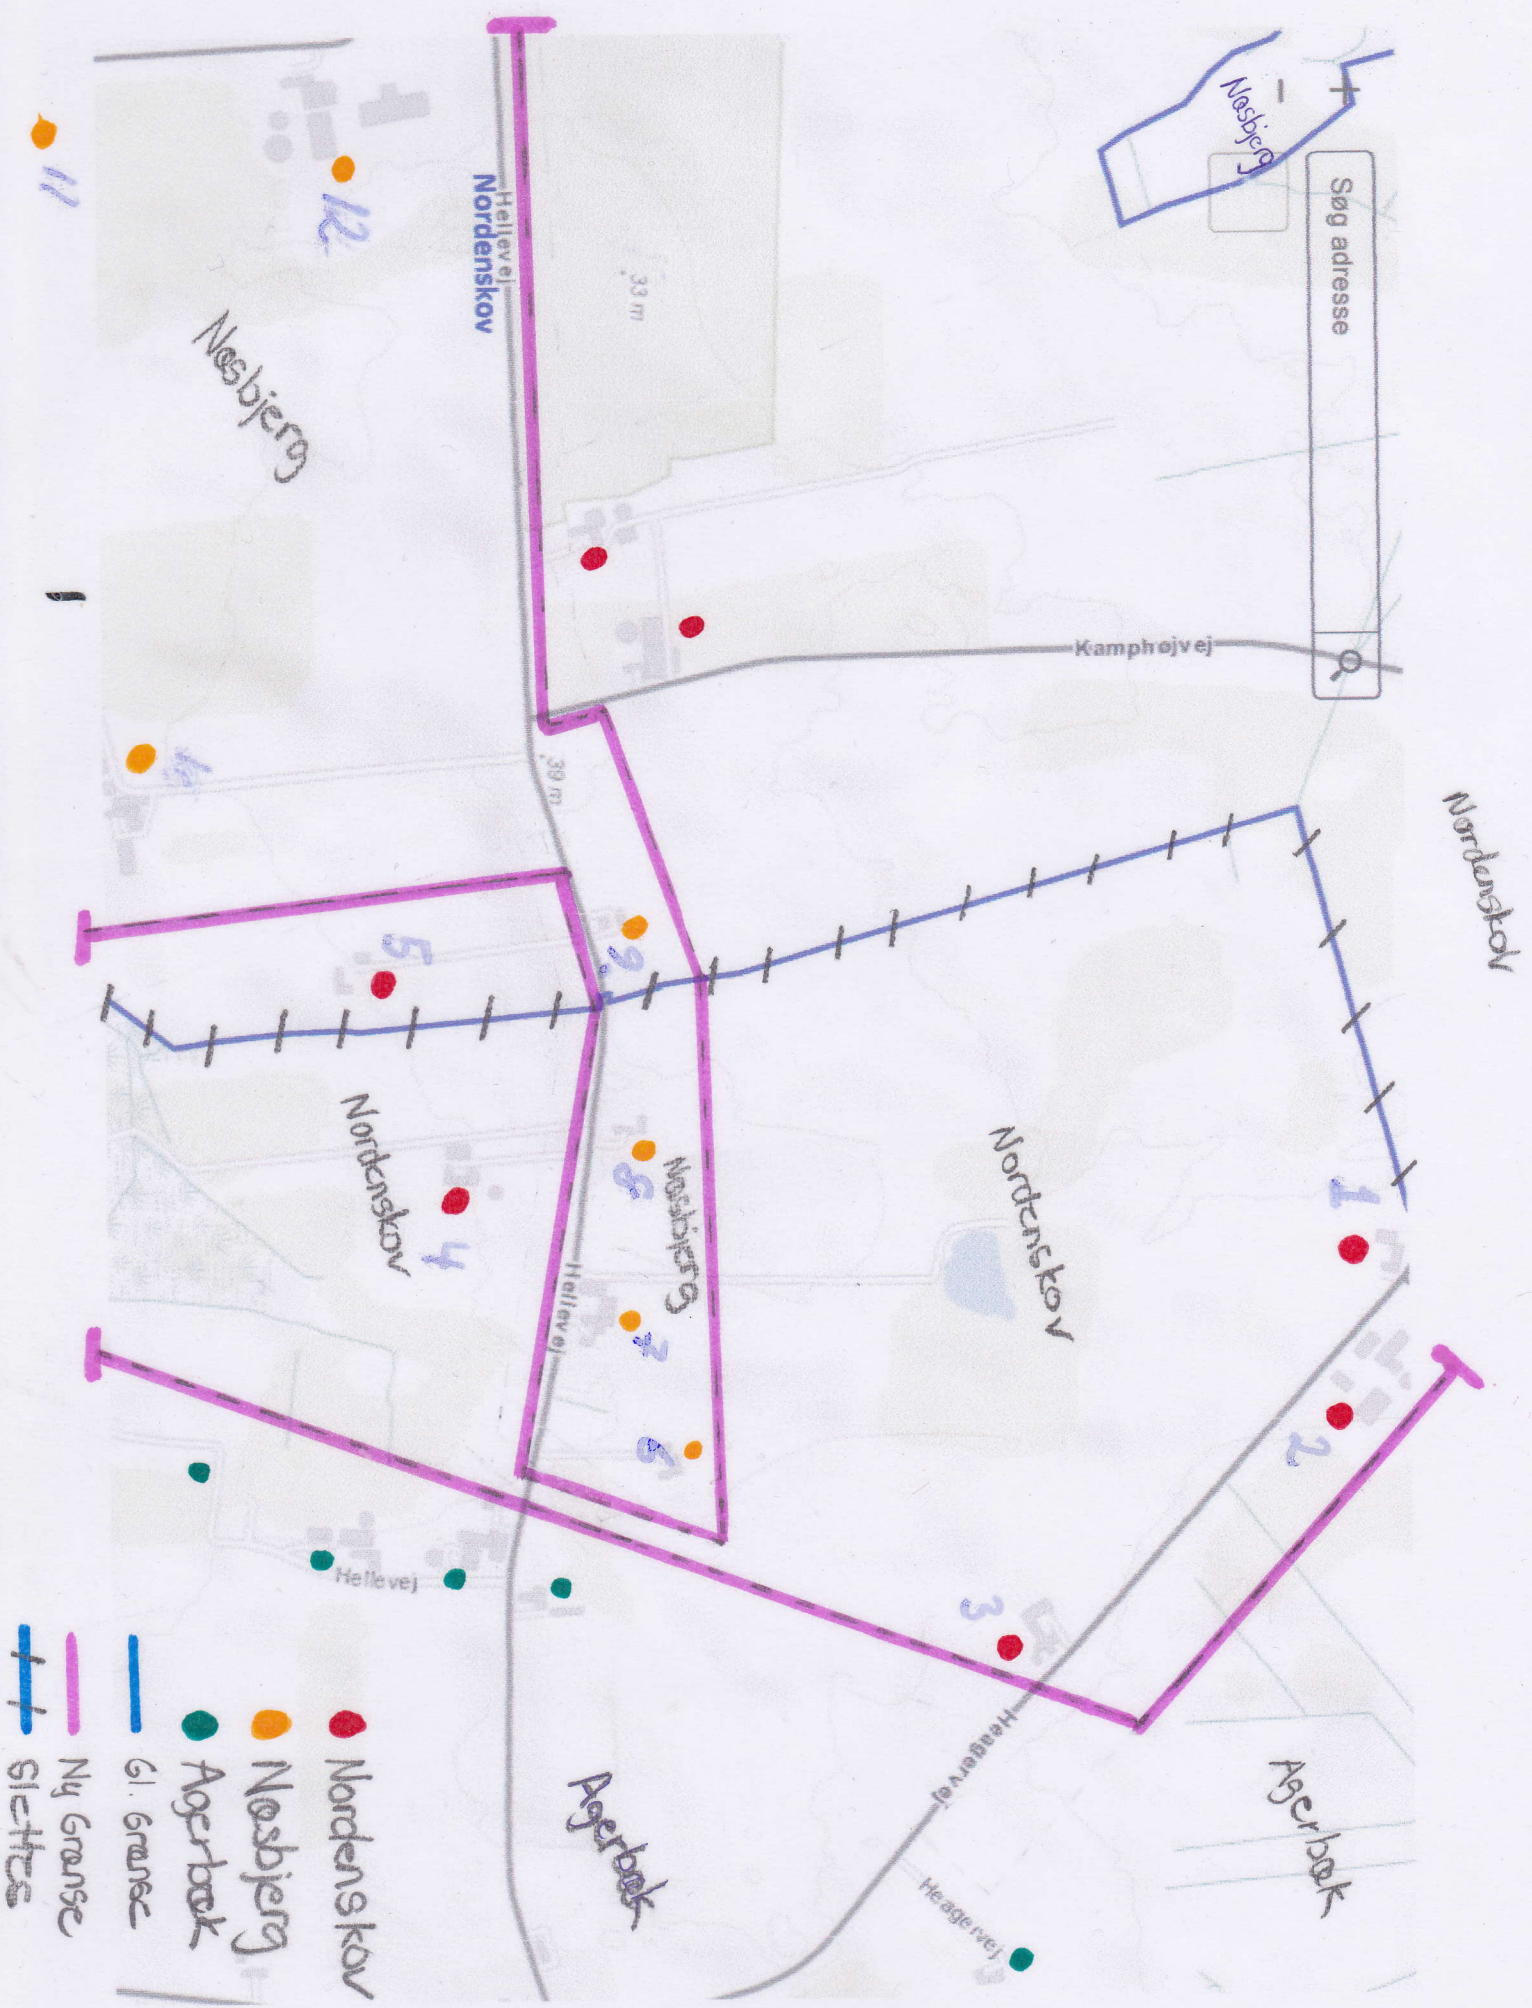 Søg adresse
+
−
Næsbjerg
Nordenskov
Kamphøjvej
Hellevej
Nordenskov
33 m
39 m
12
11
Næsbjerg
9
5
1
Nordenskov
Næsbjerg
8
Nordenskov
4
Hellevej
7
2
6
3
Hellevej
Heagervej
Agerbæk
Agerbæk
Heagervej
Nordenskov
Næsbjerg
Agerbæk
Gl. Grænse
Ny Grænse
Slettes